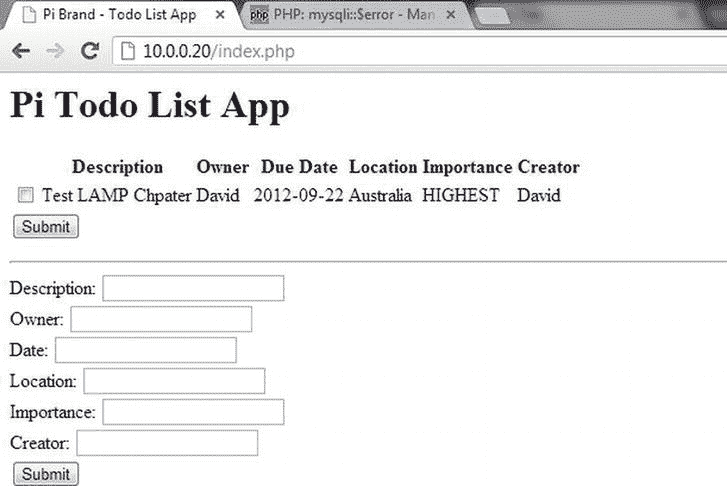 Pi Brand - Todo List App × php PHP: mysqli::$error - Man ×
10.0.0.20/index.php
Pi Todo List App
Description Owner Due Date Location Importance Creator
Test LAMP Chpater David 2012-09-22 Australia HIGHEST David
Submit
Description:
Owner:
Date:
Location:
Importance:
Creator:
Submit